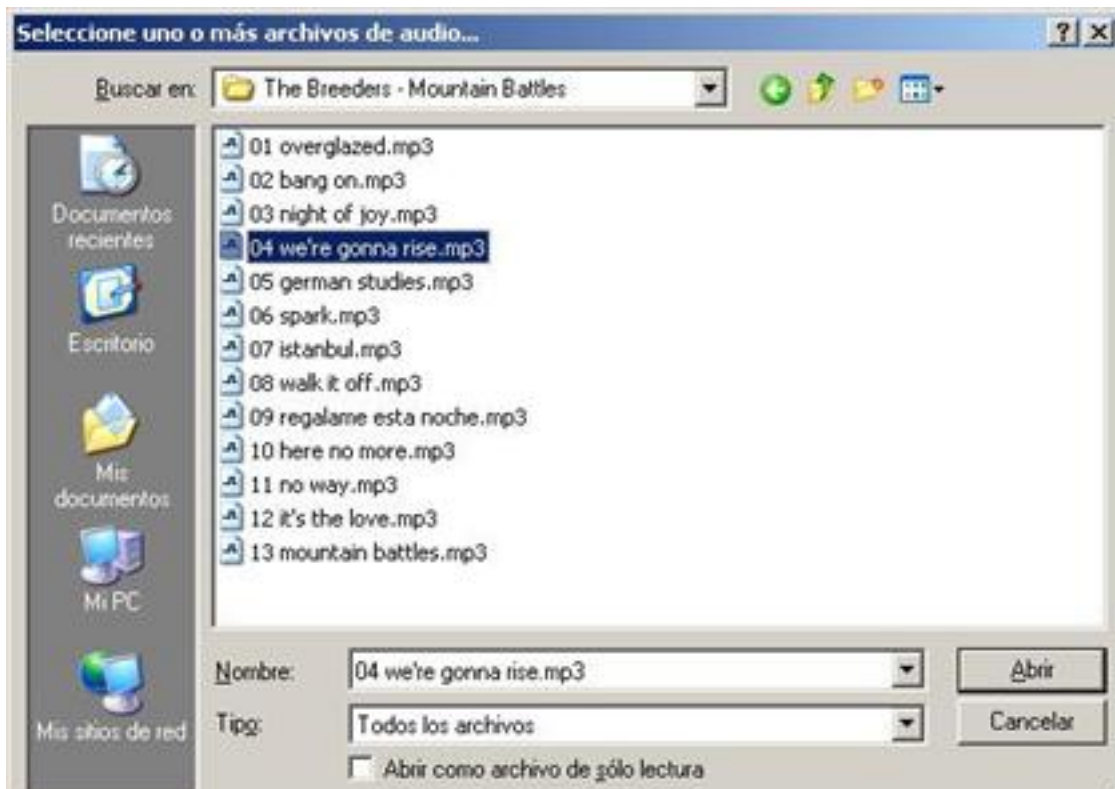 Seleccione uno o más archivos de audio...
Buscar en: The Breeders - Mountain Battles
Documentos
recientes
Escritorio
Mis
documentos
Mi PC
Mis sitios de red
01 overglazed.mp3
02 bang on.mp3
03 night of joy.mp3
04 we're gonna rise.mp3
05 german studies.mp3
06 spark.mp3
07 istanbul.mp3
08 walk it off.mp3
09 regalame esta noche.mp3
10 here no more.mp3
11 no way.mp3
12 it's the love.mp3
13 mountain battles.mp3
Nombre: 04 we're gonna rise.mp3 Abrir
Tipo: Todos los archivos Cancelar
Abrir como archivo de sólo lectura